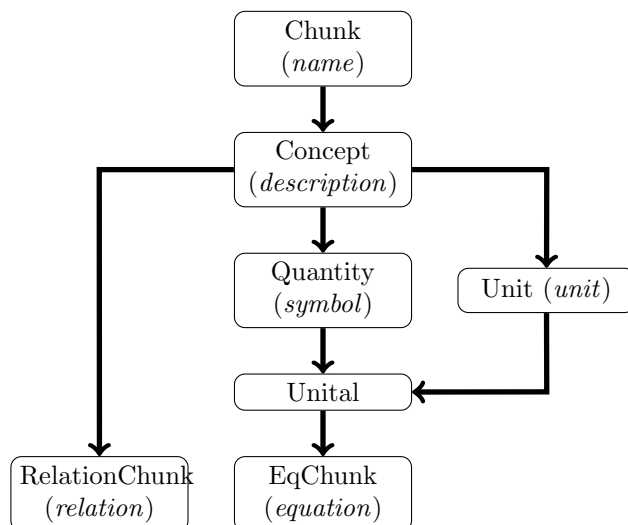 Chunk
(name)
Concept
(description)
Quantity
(symbol)
Unit (unit)
Unital
RelationChunk
(relation)
EqChunk
(equation)